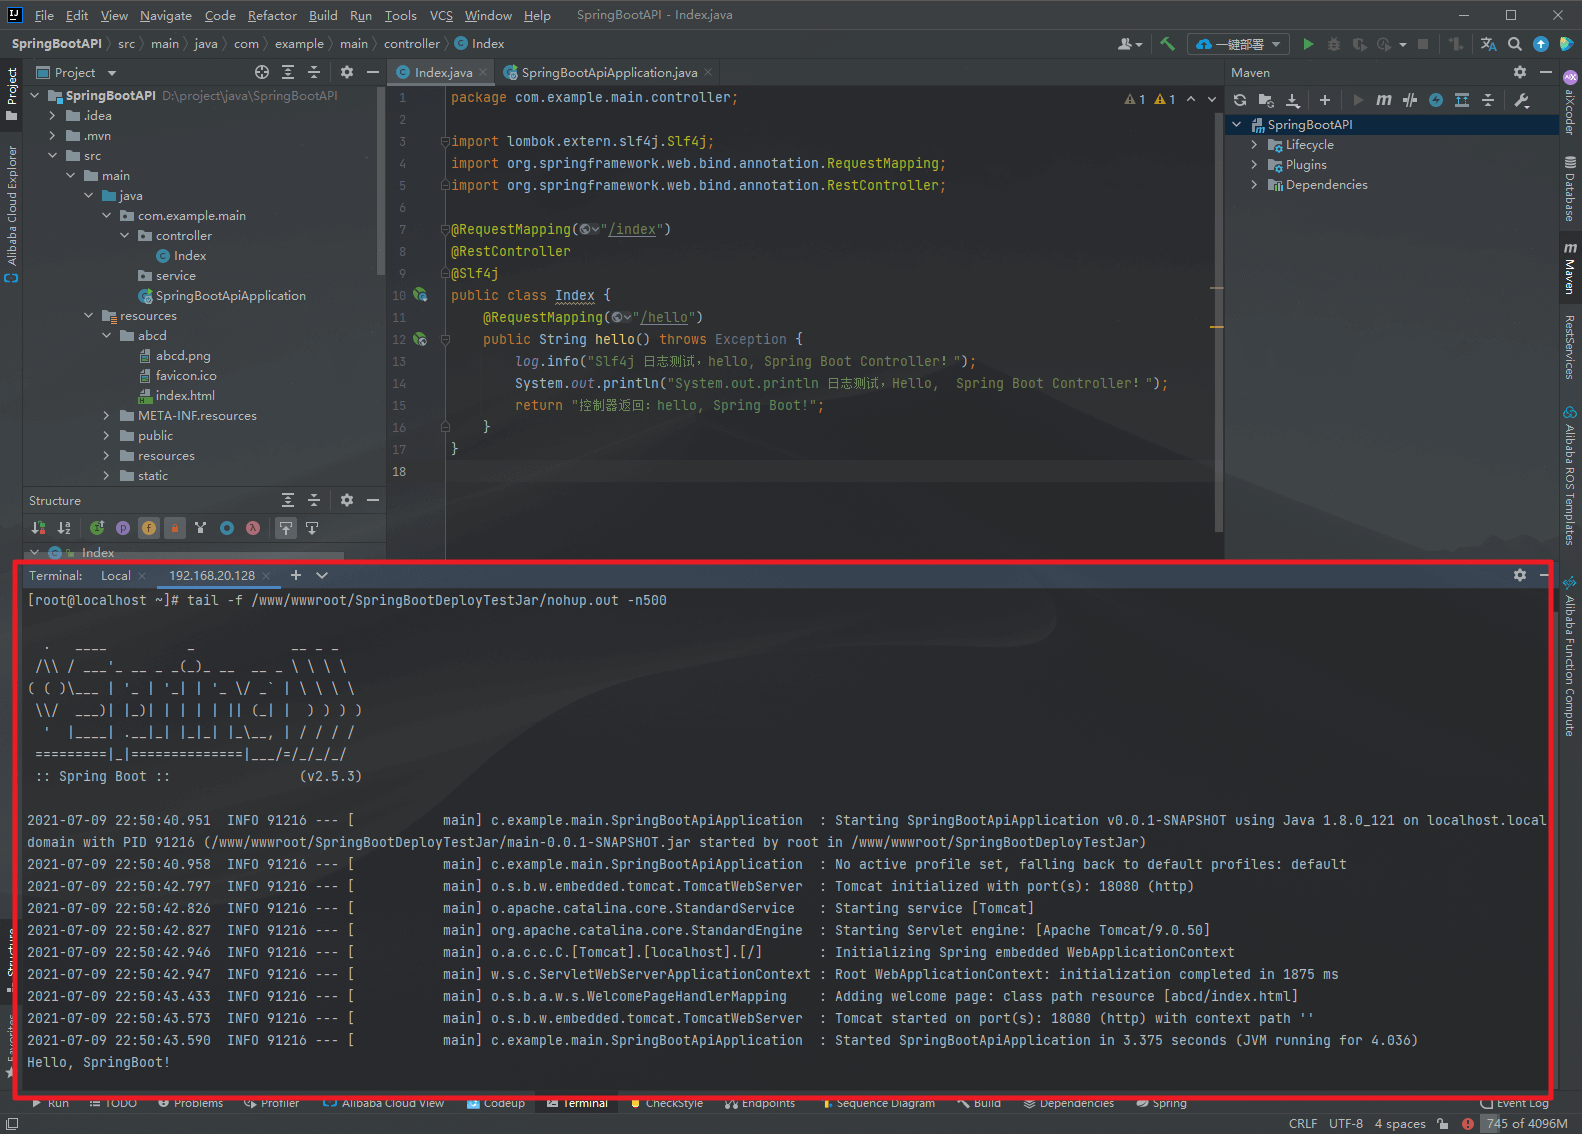 File Edit View Navigate Code Refactor Build Run Tools VCS Window Help SpringBootAPI - Index.java
SpringBootAPI src main java com example main controller Index 一键部署
Project
Index.java
SpringBootApiApplication.java
Maven
SpringBootAPI D:\project\java\SpringBootAPI
.idea
.mvn
src
main
java
com.example.main
controller
Index
service
SpringBootApiApplication
resources
abcd
abcd.png
favicon.ico
index.html
META-INF.resources
public
resources
static
Structure
Index
1 package com.example.main.controller;
2
3 import lombok.extern.slf4j.Slf4j;
4 import org.springframework.web.bind.annotation.RequestMapping;
5 import org.springframework.web.bind.annotation.RestController;
6
7 @RequestMapping("/index")
8 @RestController
9 @Slf4j
10 public class Index {
11 @RequestMapping("/hello")
12 public String hello() throws Exception {
13 log.info("Slf4j 日志测试，hello, Spring Boot Controller! ");
14 System.out.println("System.out.println 日志测试，Hello,  Spring Boot Controller! ");
15 return "控制器返回：hello, Spring Boot!";
16 }
17 }
18
1 1
SpringBootAPI
Lifecycle
Plugins
Dependencies
Project
Alibaba Cloud Explorer
Structure
Favorites
aiXcoder
Database
Maven
RestServices
Alibaba ROS Templates
Alibaba Function Compute
Terminal: Local 192.168.20.128
[root@localhost ~]# tail -f /www/wwwroot/SpringBootDeployTestJar/nohup.out -n500
  .   ____          _            __ _ _
 /\\ / ___'_ __ _ _(_)_ __  __ _ \ \ \ \
( ( )\___ | '_ | '_| | '_ \/ _` | \ \ \ \
 \\/  ___)| |_)| | | | | || (_| |  ) ) ) )
  '  |____| .__|_| |_|_| |_\__, | / / / /
 =========|_|==============|___/=/_/_/_/
 :: Spring Boot ::                (v2.5.3)
2021-07-09 22:50:40.951  INFO 91216 --- [           main] c.example.main.SpringBootApiApplication  : Starting SpringBootApiApplication v0.0.1-SNAPSHOT using Java 1.8.0_121 on localhost.local
domain with PID 91216 (/www/wwwroot/SpringBootDeployTestJar/main-0.0.1-SNAPSHOT.jar started by root in /www/wwwroot/SpringBootDeployTestJar)
2021-07-09 22:50:40.958  INFO 91216 --- [           main] c.example.main.SpringBootApiApplication  : No active profile set, falling back to default profiles: default
2021-07-09 22:50:42.797  INFO 91216 --- [           main] o.s.b.w.embedded.tomcat.TomcatWebServer  : Tomcat initialized with port(s): 18080 (http)
2021-07-09 22:50:42.826  INFO 91216 --- [           main] o.apache.catalina.core.StandardService   : Starting service [Tomcat]
2021-07-09 22:50:42.827  INFO 91216 --- [           main] org.apache.catalina.core.StandardEngine  : Starting Servlet engine: [Apache Tomcat/9.0.50]
2021-07-09 22:50:42.946  INFO 91216 --- [           main] o.a.c.c.C.[Tomcat].[localhost].[/]       : Initializing Spring embedded WebApplicationContext
2021-07-09 22:50:42.947  INFO 91216 --- [           main] w.s.c.ServletWebServerApplicationContext : Root WebApplicationContext: initialization completed in 1875 ms
2021-07-09 22:50:43.433  INFO 91216 --- [           main] o.s.b.a.w.s.WelcomePageHandlerMapping    : Adding welcome page: class path resource [abcd/index.html]
2021-07-09 22:50:43.573  INFO 91216 --- [           main] o.s.b.w.embedded.tomcat.TomcatWebServer  : Tomcat started on port(s): 18080 (http) with context path ''
2021-07-09 22:50:43.590  INFO 91216 --- [           main] c.example.main.SpringBootApiApplication  : Started SpringBootApiApplication in 3.375 seconds (JVM running for 4.036)
Hello, SpringBoot!
Run TODO Problems Profiler Alibaba Cloud View Codeup Terminal CheckStyle Endpoints Sequence Diagram Build Dependencies Spring Event Log
CRLF UTF-8 4 spaces 745 of 4096M